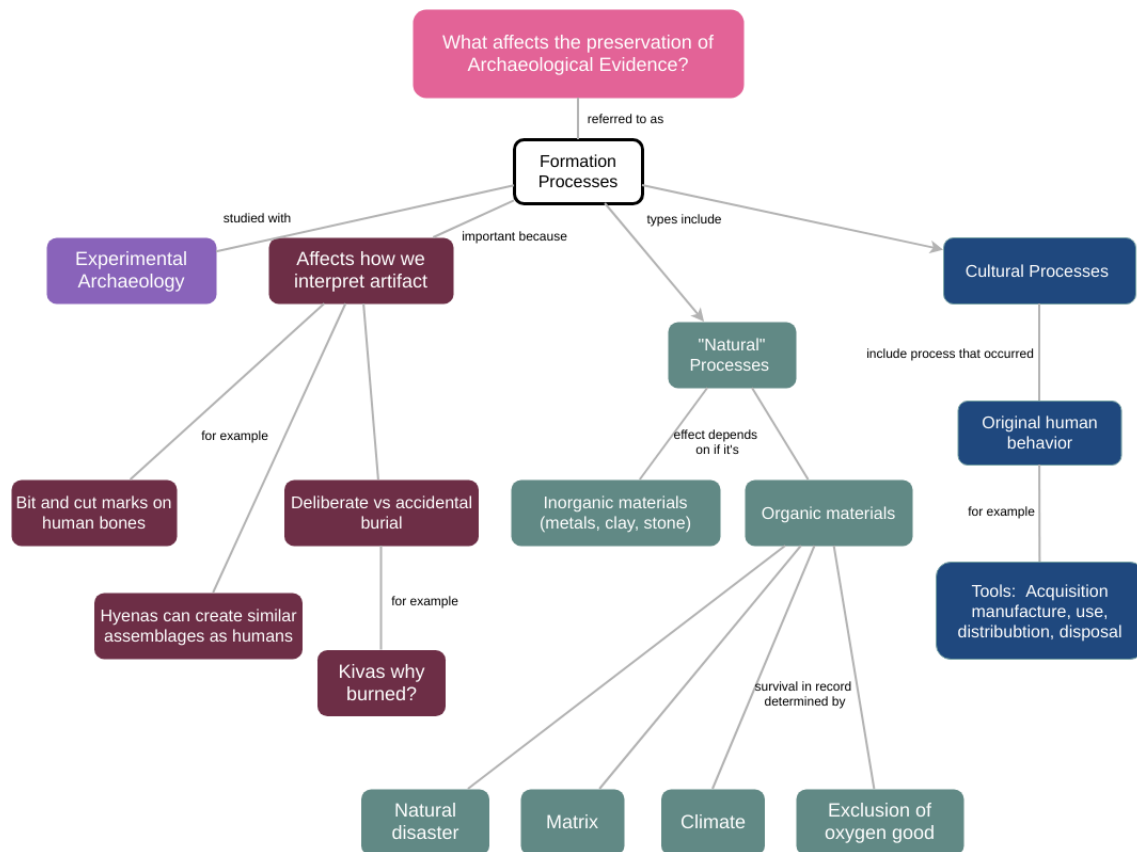 What affects the preservation of
Archaeological Evidence?
referred to as
Formation
Processes
studied with
important because
types include
Experimental
Archaeology
Affects how we
interpret artifact
Cultural Processes
"Natural"
Processes
include process that occurred
Original human
behavior
for example
effect depends
on if it's
Bit and cut marks on
human bones
Deliberate vs accidental
burial
Inorganic materials
(metals, clay, stone)
Organic materials
for example
Hyenas can create similar
assemblages as humans
for example
Tools:  Acquisition
manufacture, use,
distribubtion, disposal
Kivas why
burned?
survival in record
determined by
Natural
disaster
Matrix
Climate
Exclusion of
oxygen good